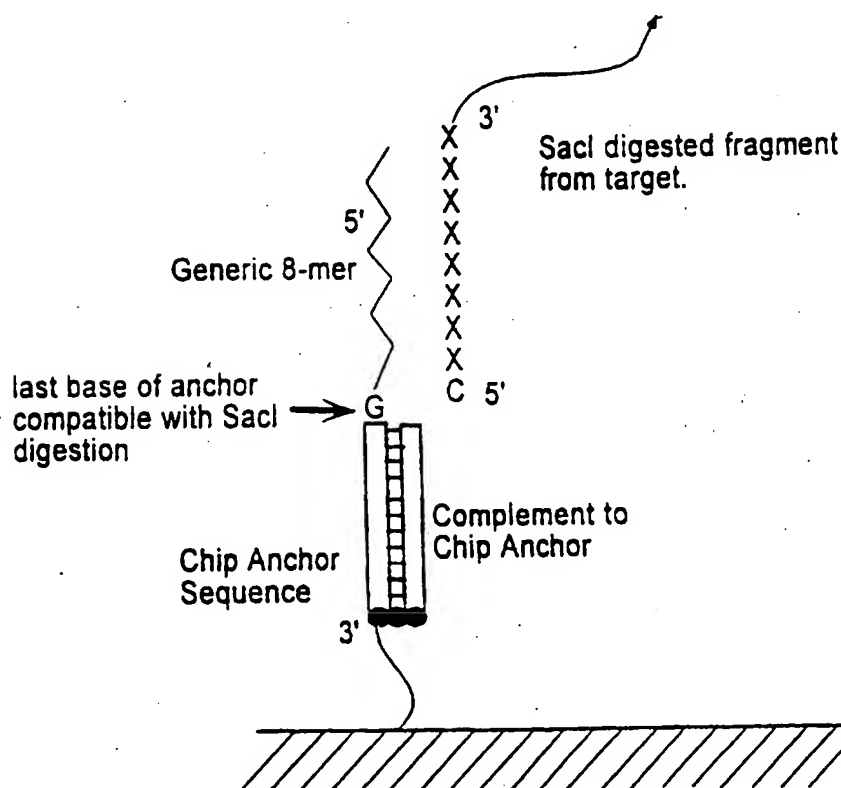 3'
SacI digested fragment
from target.
X
X
X
X
X
X
X
X
C 5'
5'
Generic 8-mer
last base of anchor
compatible with SacI
digestion
G
Complement to
Chip Anchor
Chip Anchor
Sequence
3'